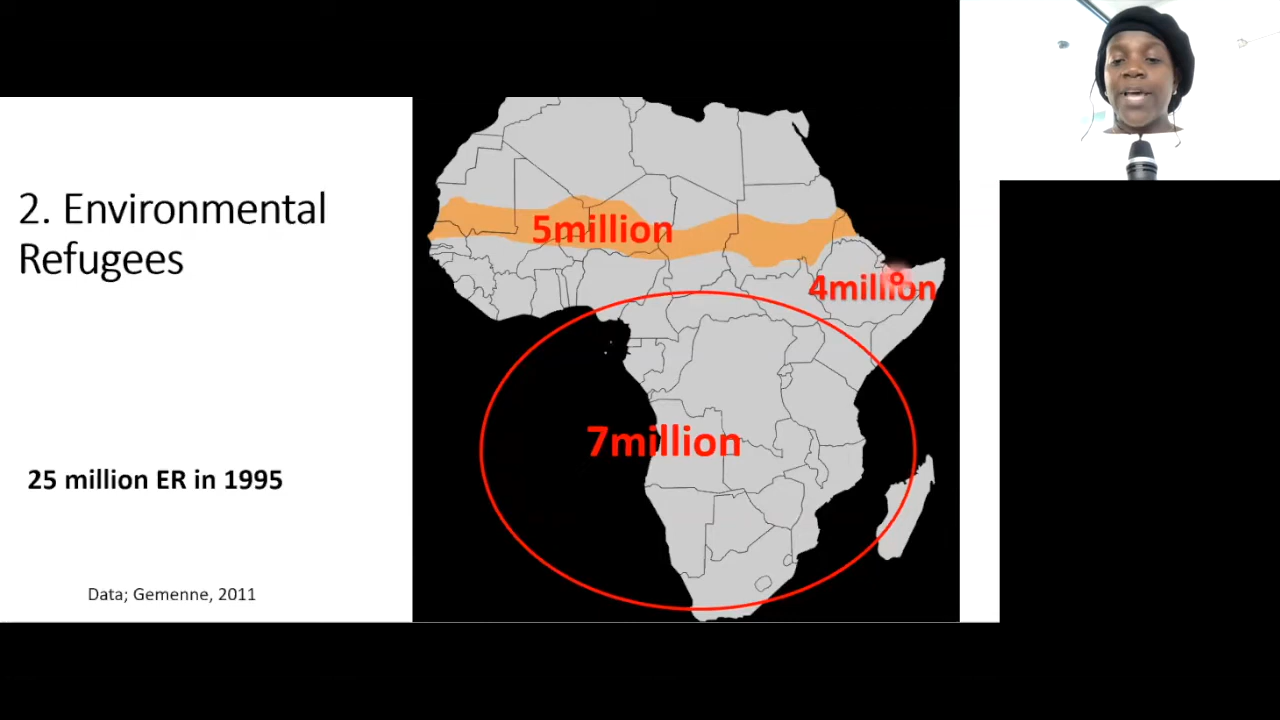 2. Environmental
Refugees
25 million ER in 1995
Data; Gemenne, 2011
5million
4million
7million